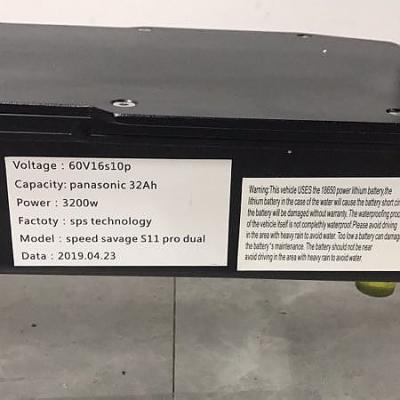 Voltage : 60V16s10p
Capacity: panasonic 32Ah
Power : 3200w
Factoty : sps technology
Model : speed savage S11 pro dual
Data : 2019.04.23
Warning:This vehicle USES the 18650 power lithium battery,the
lithium battery in the case of the water will cause the battery short circ
the battery will be damaged without warranty. The waterproofing proof
of the vehicle itself is not completely waterproof.Please avoid driving
in the area with heavy rain to avoid water. Too low a battery can damage
the battery's maintenance. The battery should not be near
avoid driving in the area with heavy rain to avoid water.